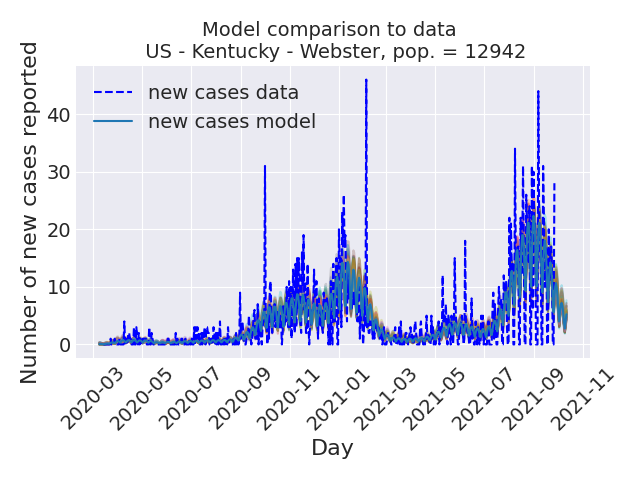 Model comparison to data
US - Kentucky - Webster, pop. = 12942
Number of new cases reported
40
30
20
10
0
new cases data
new cases model
2020-03
2020-05
2020-07
2020-09
2020-11
2021-01
2021-03
2021-05
2021-07
2021-09
2021-11
Day